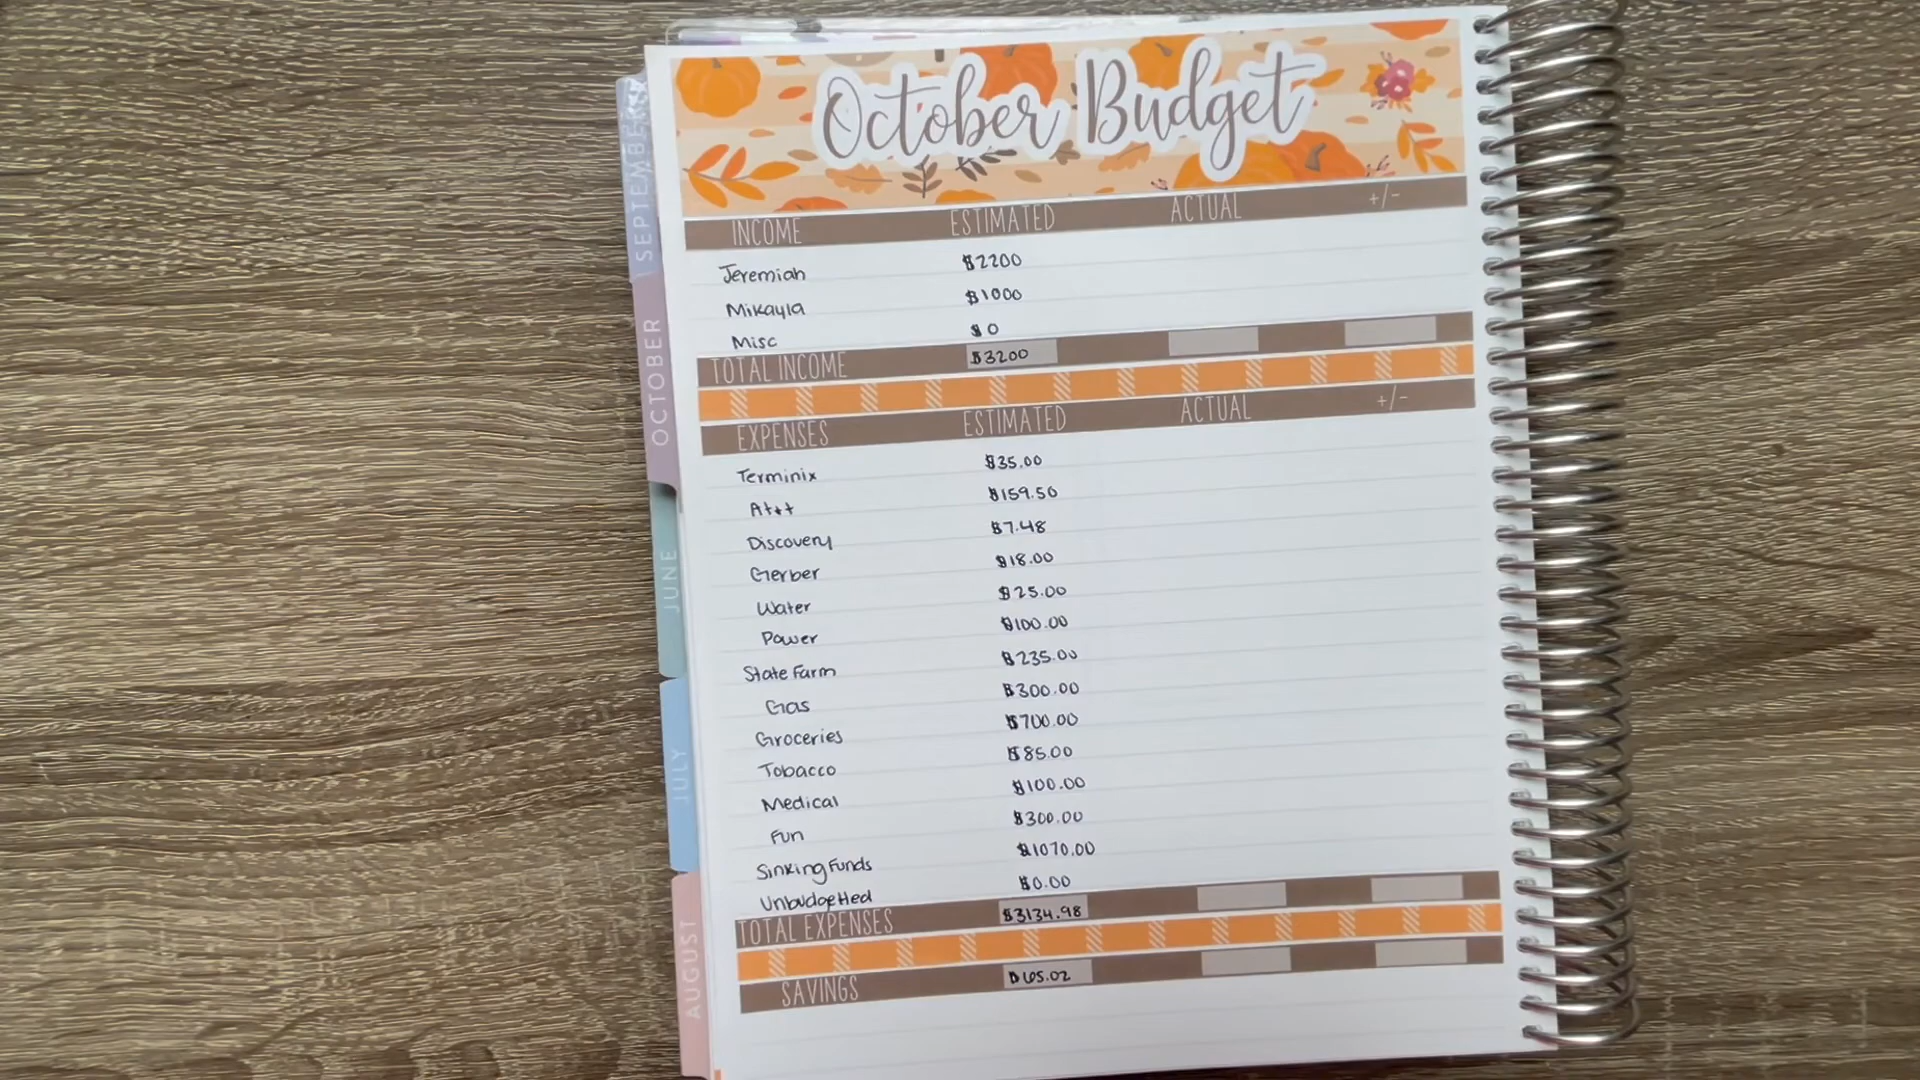 October Budget
SEPTEMBER
OCTOBER
JUNE
JULY
AUGUST
INCOME ESTIMATED ACTUAL +/-
Jeremiah $2200
Mikayla $1000
Misc $0
TOTAL INCOME $3200
EXPENSES ESTIMATED ACTUAL +/-
Terminix $35.00
At&t $159.50
Discovery $7.48
Gerber $18.00
Water $25.00
Power $100.00
State Farm $235.00
Gas $300.00
Groceries $700.00
Tobacco $85.00
Medical $100.00
Fun $300.00
Sinking Funds $1070.00
Unbudgetted $0.00
TOTAL EXPENSES $3134.98
SAVINGS $65.02